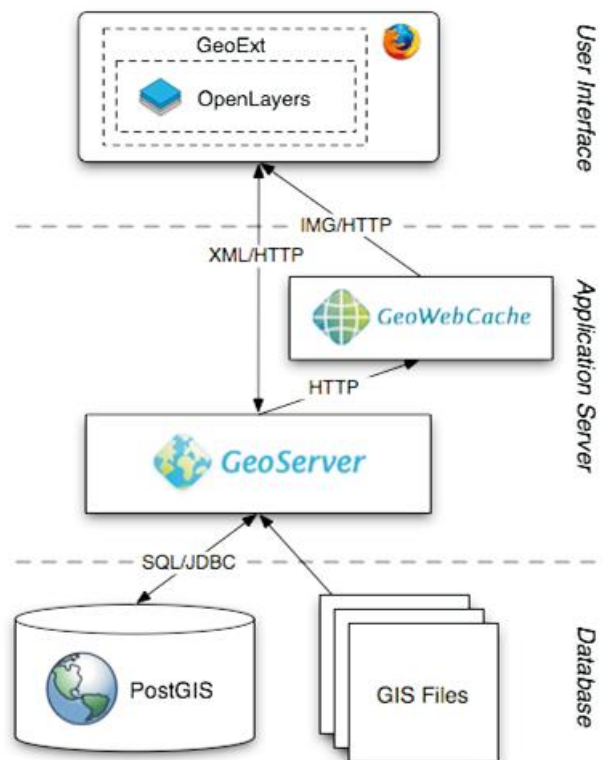 GeoExt
OpenLayers
User Interface
IMG/HTTP
XML/HTTP
GeoWebCache
HTTP
GeoServer
Application Server
SQL/JDBC
PostGIS
GIS Files
Database